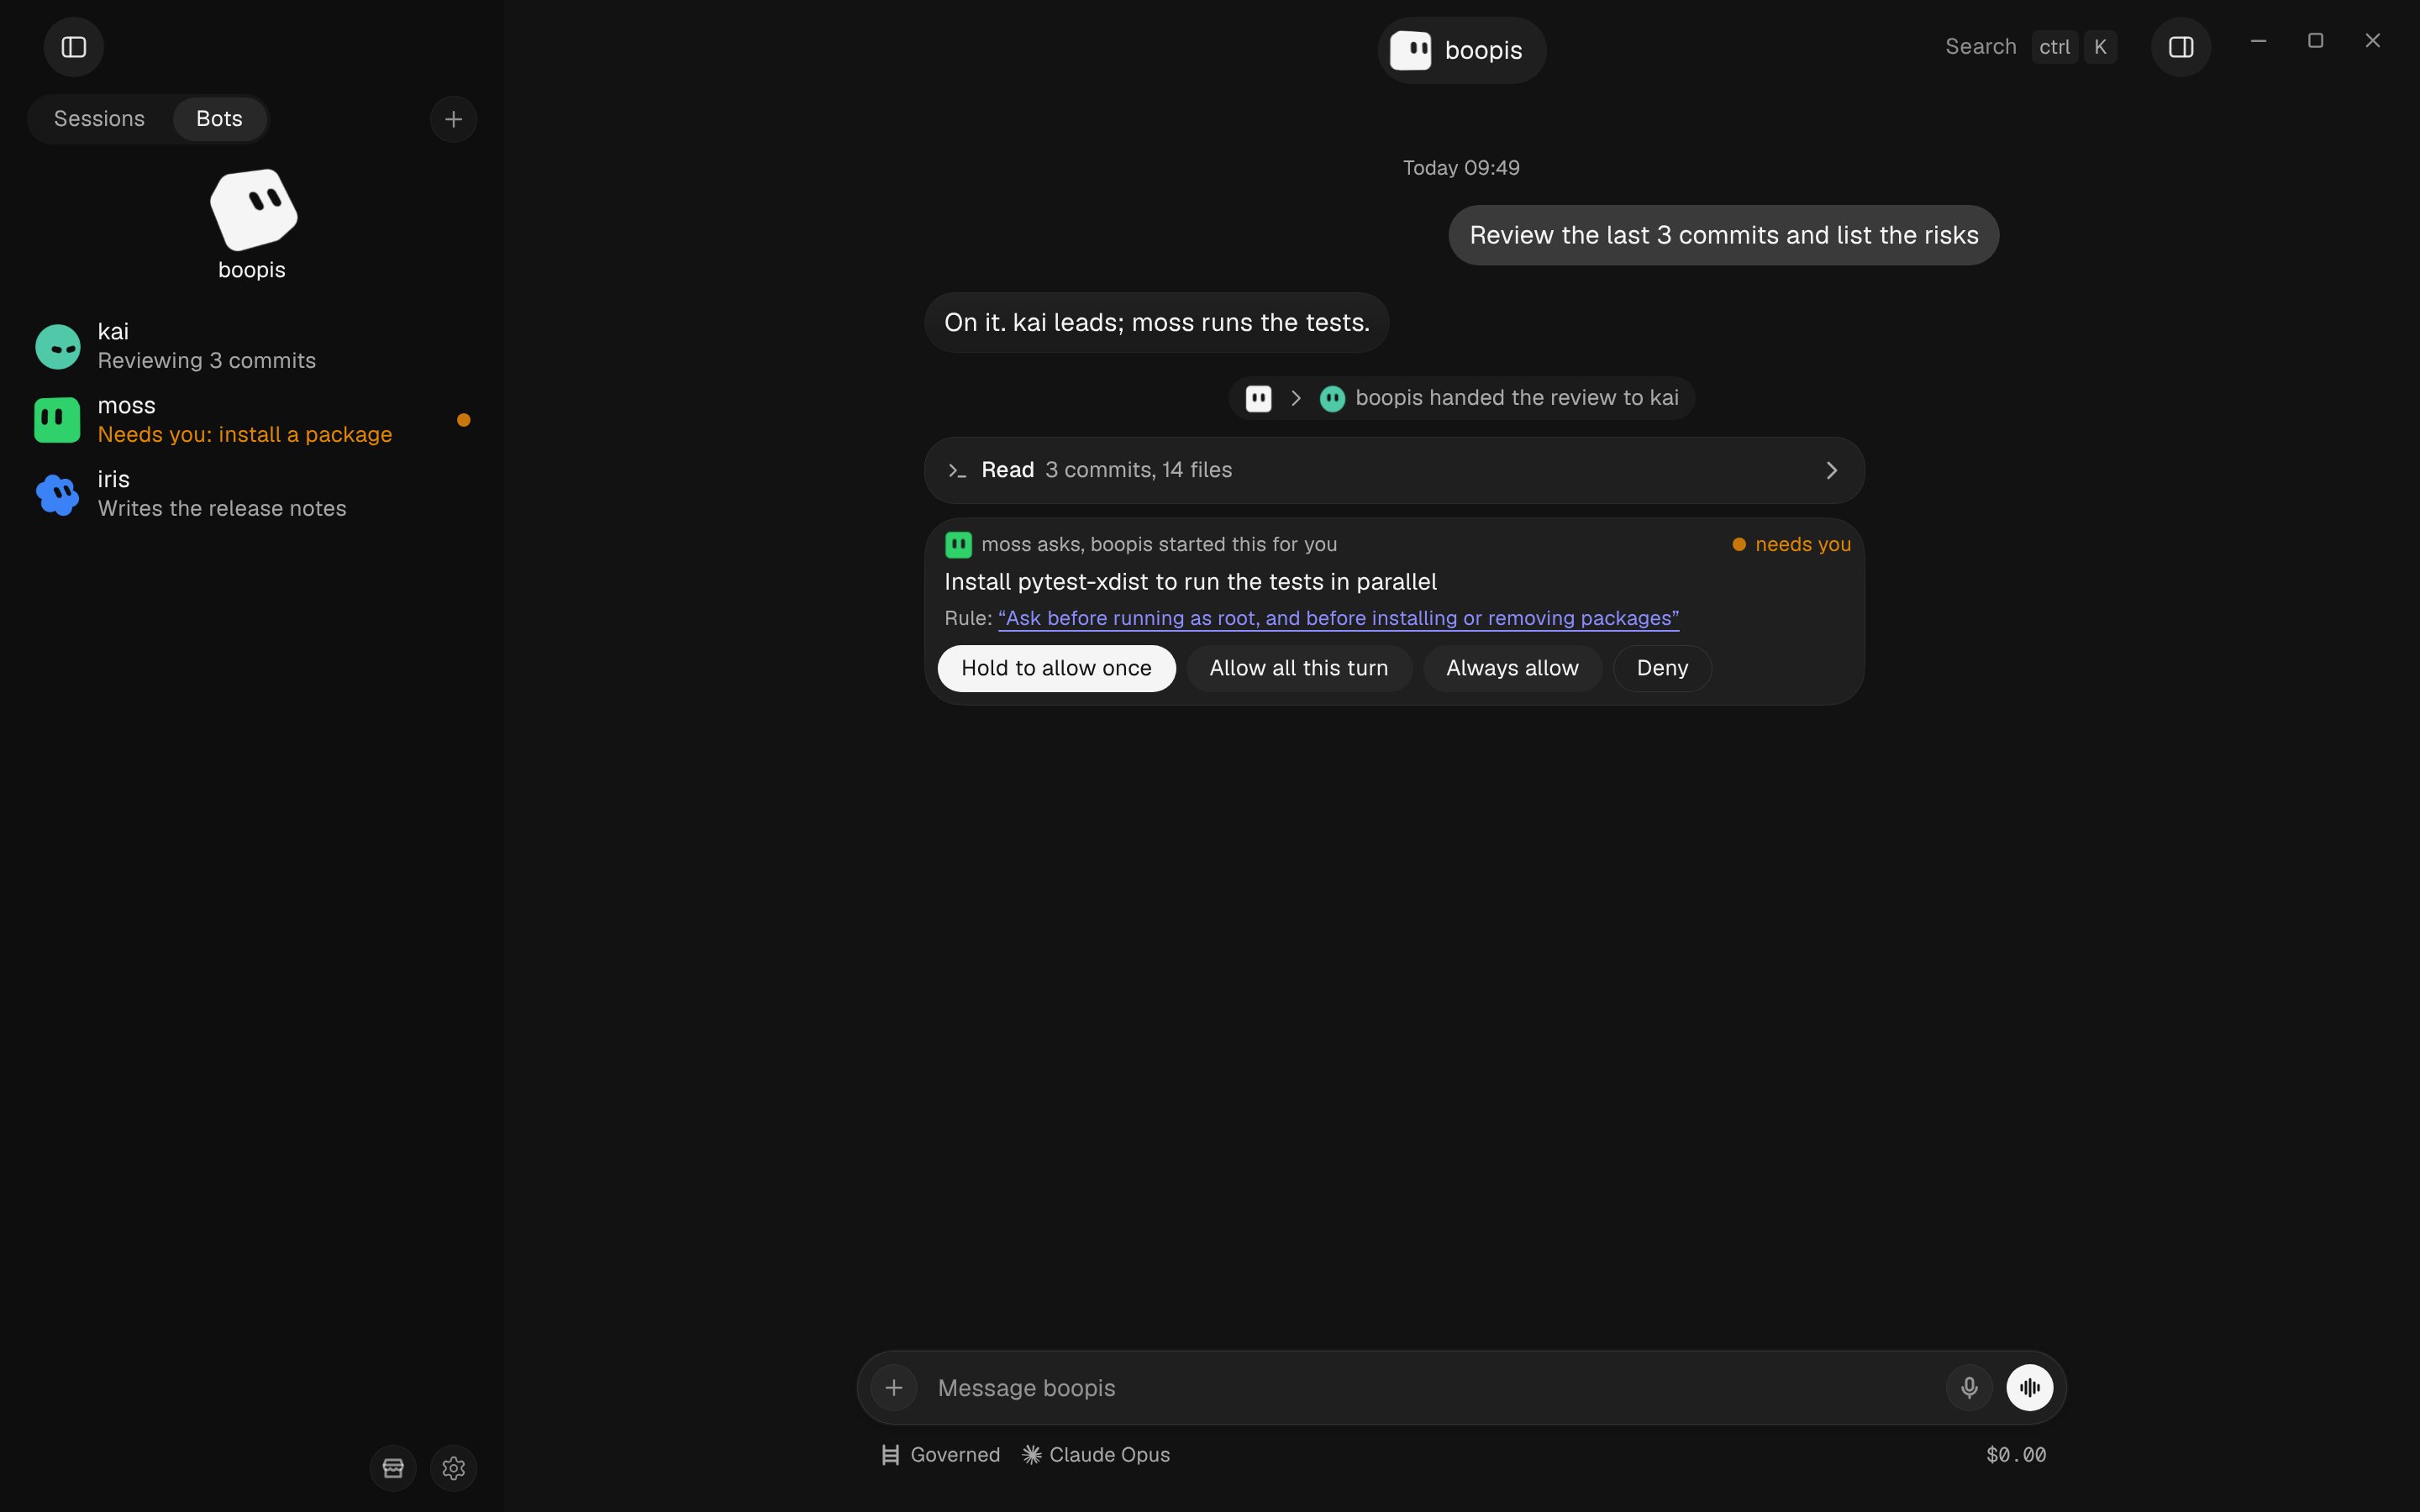 boopis
Search ctrl K
Sessions Bots
boopis
kai
Reviewing 3 commits
moss
Needs you: install a package
iris
Writes the release notes
Today 09:49
Review the last 3 commits and list the risks
On it. kai leads; moss runs the tests.
boopis handed the review to kai
Read 3 commits, 14 files
moss asks, boopis started this for you needs you
Install pytest-xdist to run the tests in parallel
Rule: “Ask before running as root, and before installing or removing packages”
Hold to allow once Allow all this turn Always allow Deny
Message boopis
Governed Claude Opus $0.00